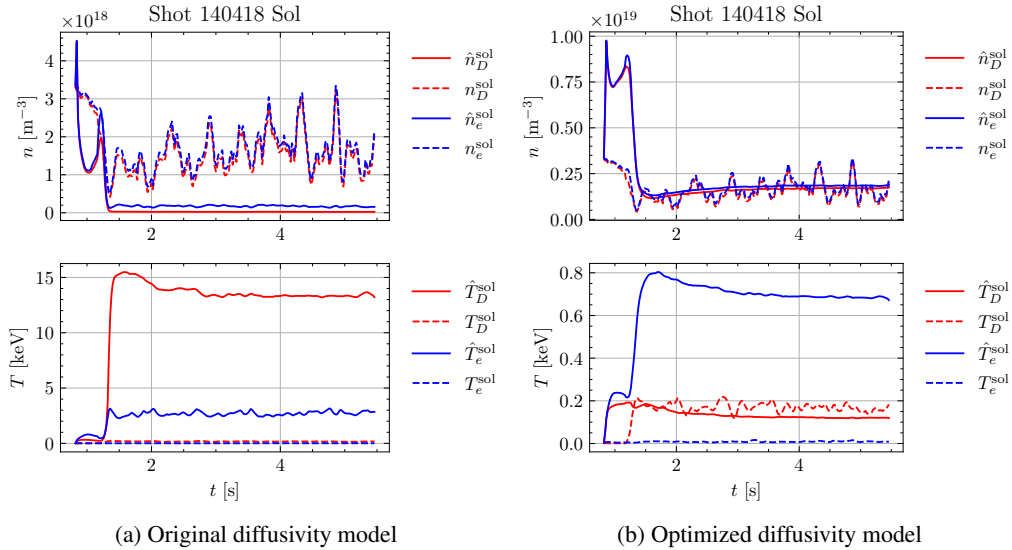 Shot 140418 Sol
×10^18
5
4
3
2
1
0
n [m^−3]
2
4
n̂_D^sol
n_D^sol
n̂_e^sol
n_e^sol
15
10
5
0
T [keV]
2
4
t [s]
T̂_D^sol
T_D^sol
T̂_e^sol
T_e^sol
(a) Original diffusivity model
Shot 140418 Sol
×10^19
1.00
0.75
0.50
0.25
0.00
n [m^−3]
2
4
n̂_D^sol
n_D^sol
n̂_e^sol
n_e^sol
0.8
0.6
0.4
0.2
0.0
T [keV]
2
4
t [s]
T̂_D^sol
T_D^sol
T̂_e^sol
T_e^sol
(b) Optimized diffusivity model